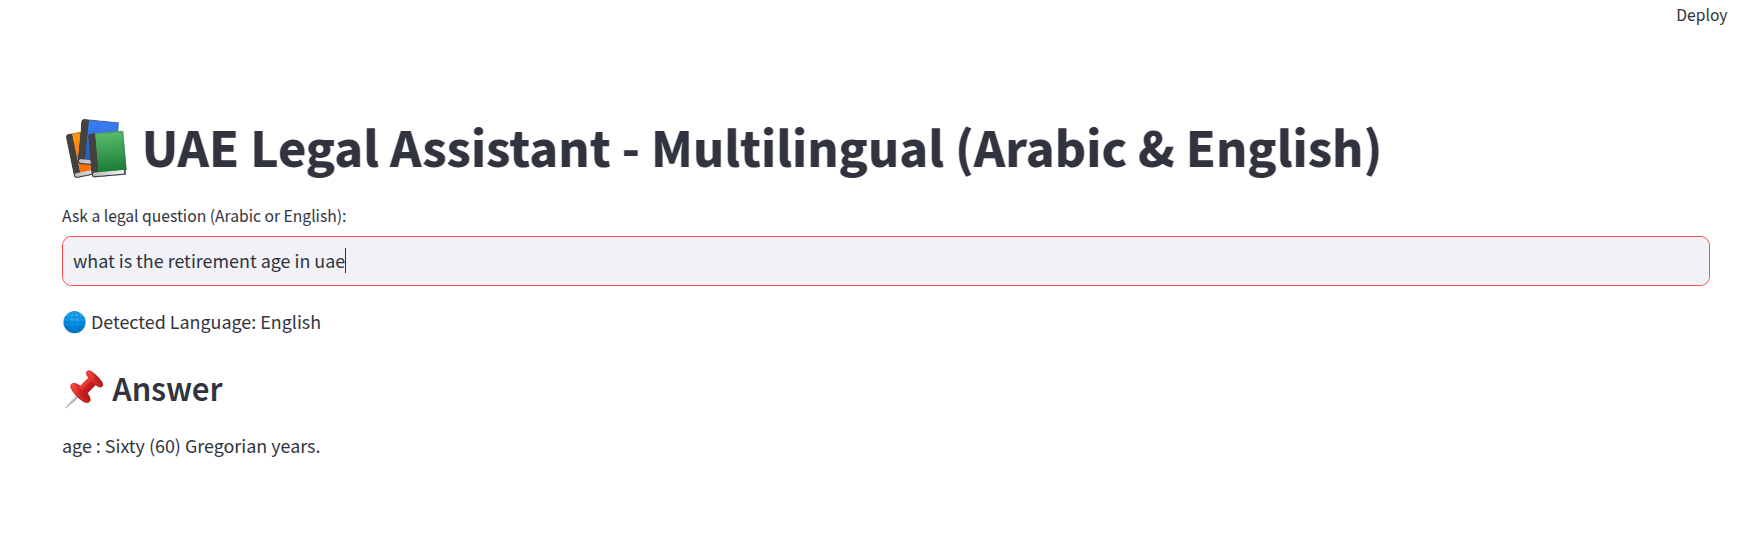 Deploy
UAE Legal Assistant - Multilingual (Arabic & English)
Ask a legal question (Arabic or English):
what is the retirement age in uae
Detected Language: English
Answer
age : Sixty (60) Gregorian years.